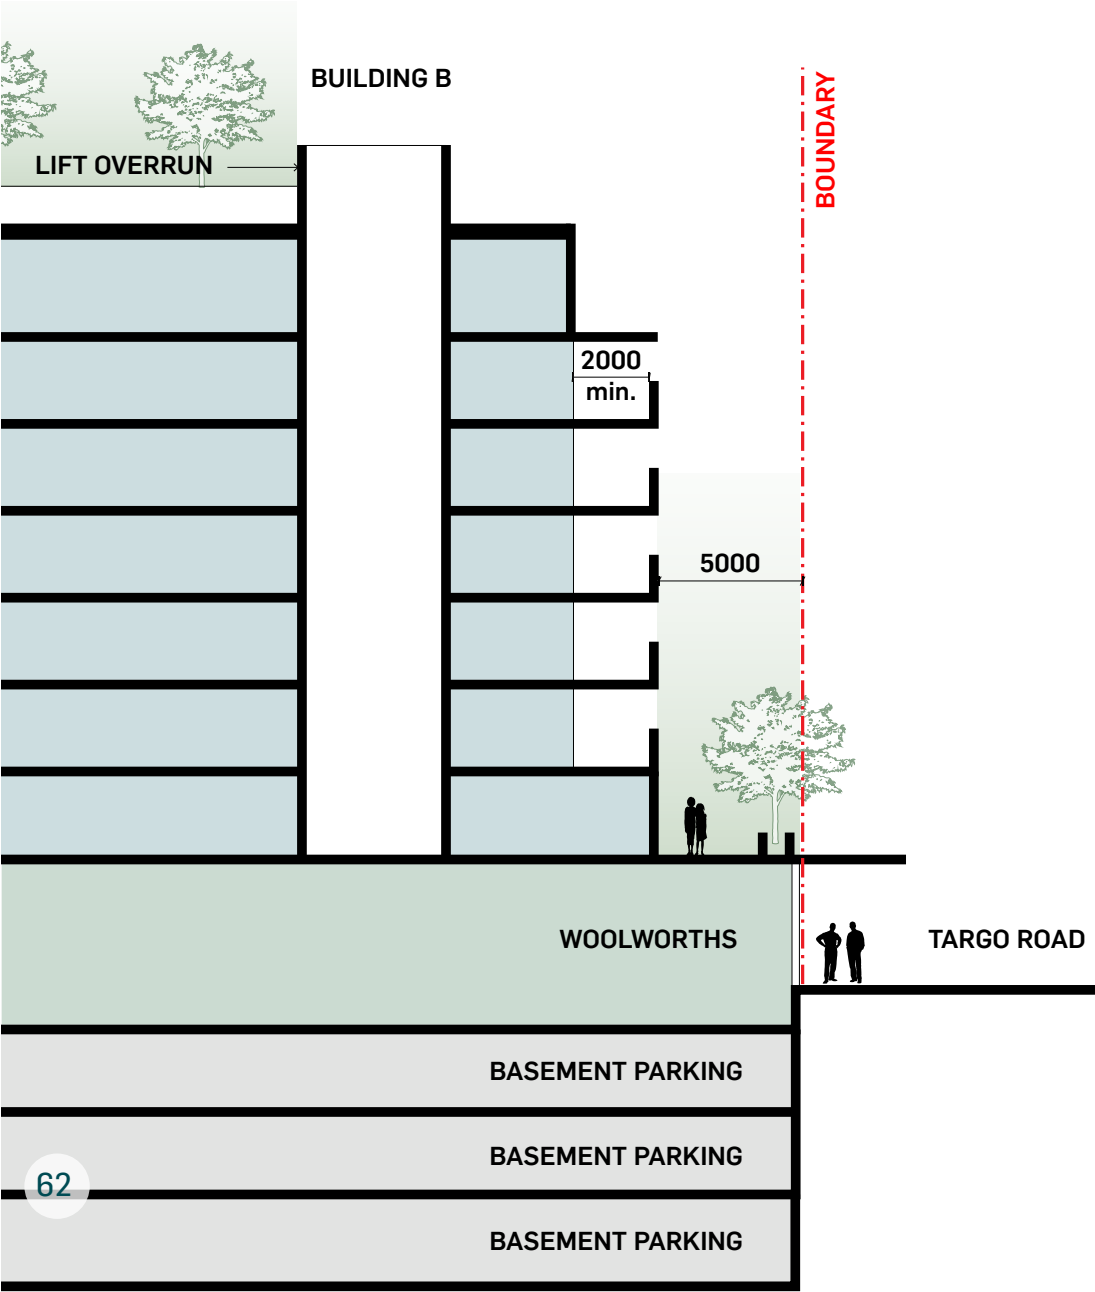 BUILDING B
BOUNDARY
LIFT OVERRUN
2000
min.
5000
WOOLWORTHS
TARGO ROAD
BASEMENT PARKING
BASEMENT PARKING
62
BASEMENT PARKING